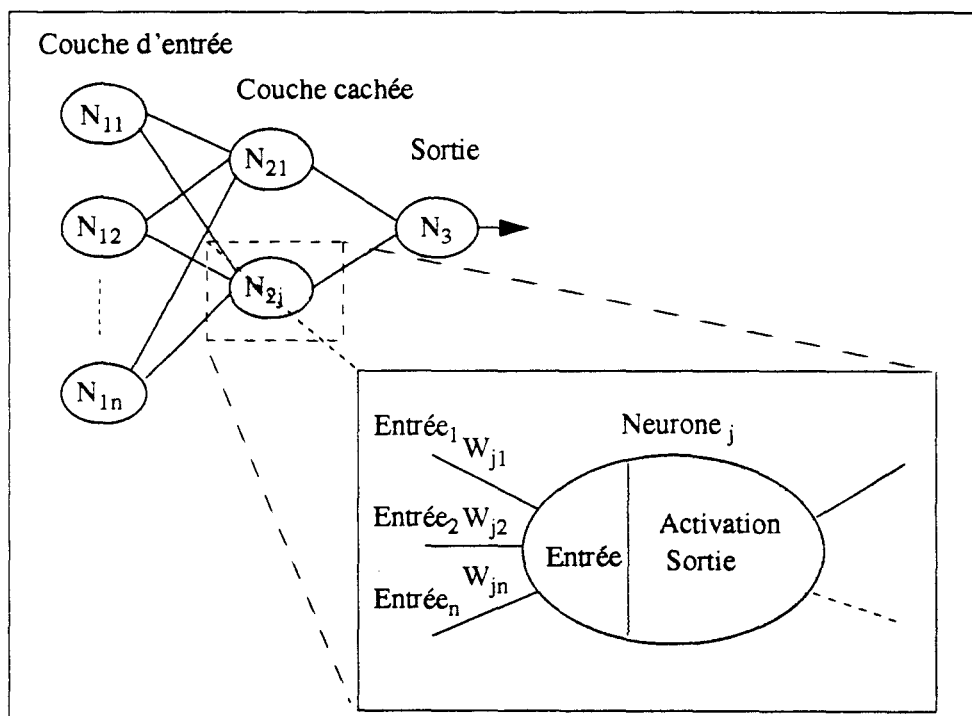 Couche d'entrée
Couche cachée
Sortie
N11
N21
N12
N3
N2j
N1n
Entrée1 Wj1
Neurone j
Entrée2 Wj2
Activation
Entrée
Sortie
Wjn
Entréen